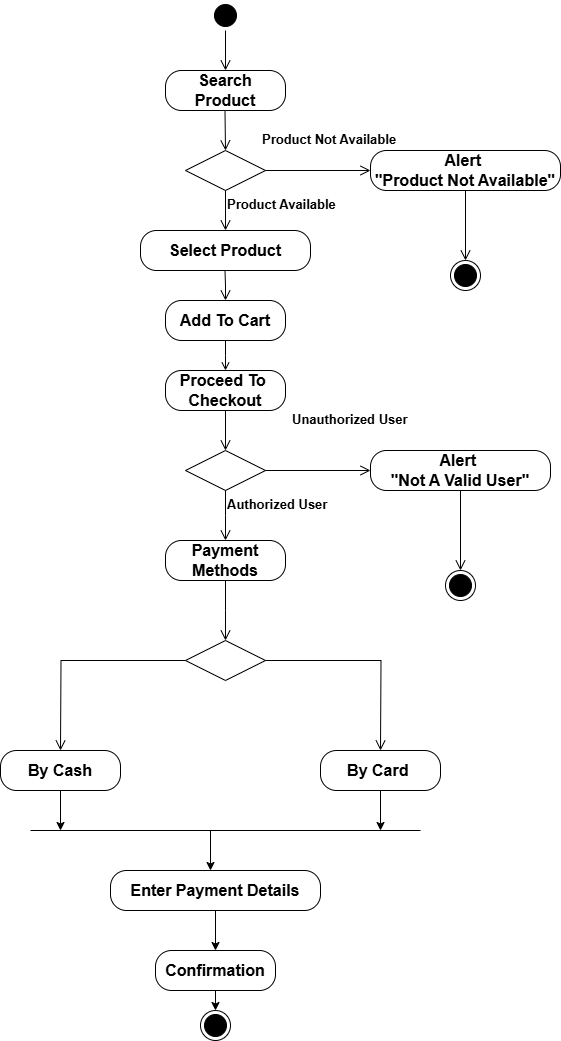 Search
Product
Product Not Available
Alert
"Product Not Available"
Product Available
Select Product
Add To Cart
Proceed To
Checkout
Unauthorized User
Alert
"Not A Valid User"
Authorized User
Payment
Methods
By Cash
By Card
Enter Payment Details
Confirmation